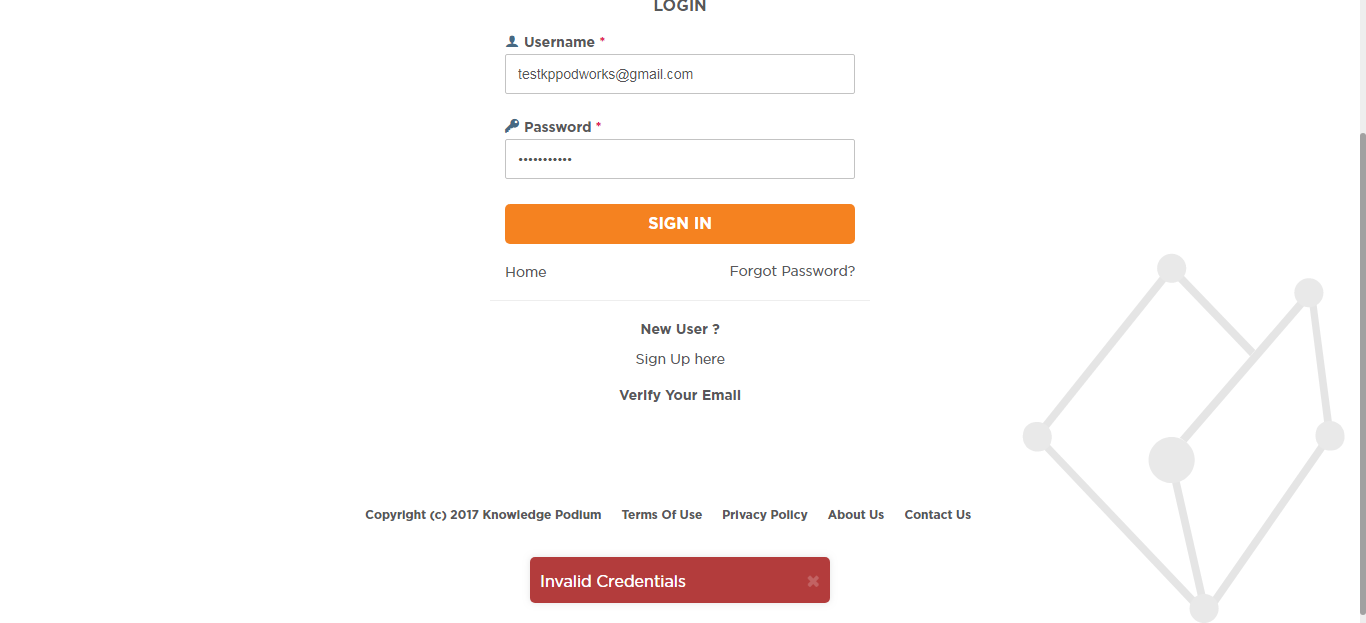 LOGIN
Username *
testkppodworks@gmail.com
Password *
•••••••••••
SIGN IN
Home Forgot Password?
New User ?
Sign Up here
Verify Your Email
Copyright (c) 2017 Knowledge Podium Terms Of Use Privacy Policy About Us Contact Us
Invalid Credentials ×